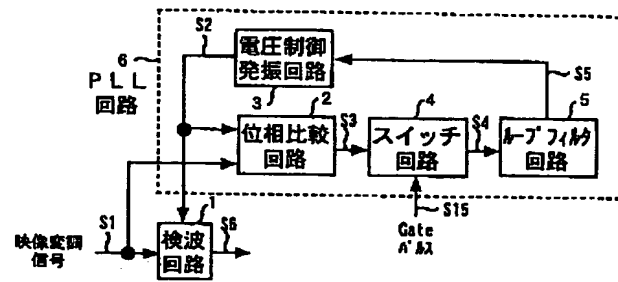 S2
6
PLL
回路
電圧制御
発振回路
3
S5
2
位相比較
回路
S3
4
スイッチ
回路
S4
5
ループフィルタ
回路
S15
Gate
パルス
S1
映像変調
信号
1
検波
回路
S6